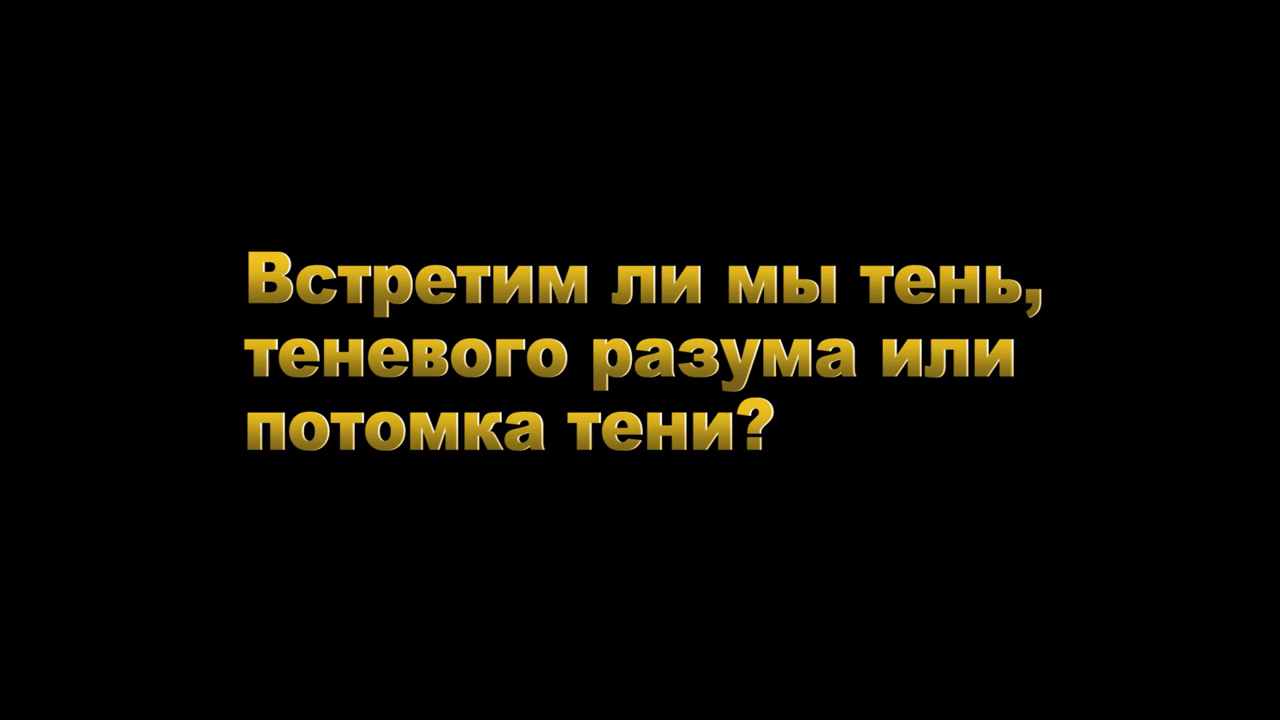 Встретим ли мы тень,
теневого разума или
потомка тени?